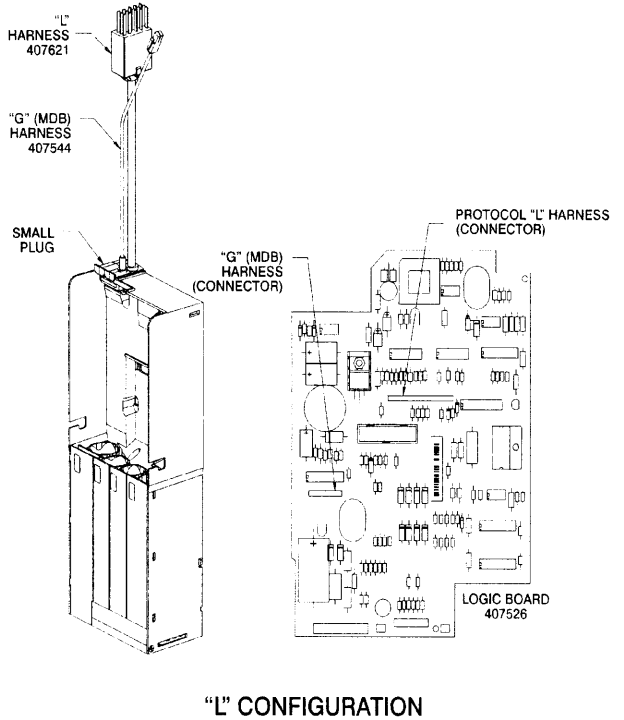 "L"
HARNESS
407621
"G" (MDB)
HARNESS
407544
SMALL
PLUG
PROTOCOL "L" HARNESS
(CONNECTOR)
"G" (MDB)
HARNESS
(CONNECTOR)
LOGIC BOARD
407526
"L" CONFIGURATION